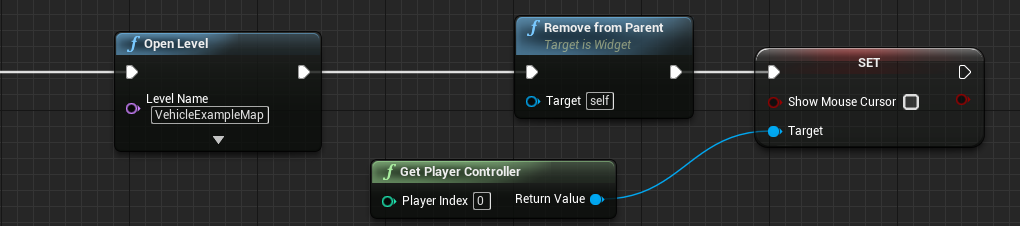 f Open Level
Level Name
VehicleExampleMap
f Remove from Parent
Target is Widget
Target self
SET
Show Mouse Cursor
Target
f Get Player Controller
Player Index 0 Return Value